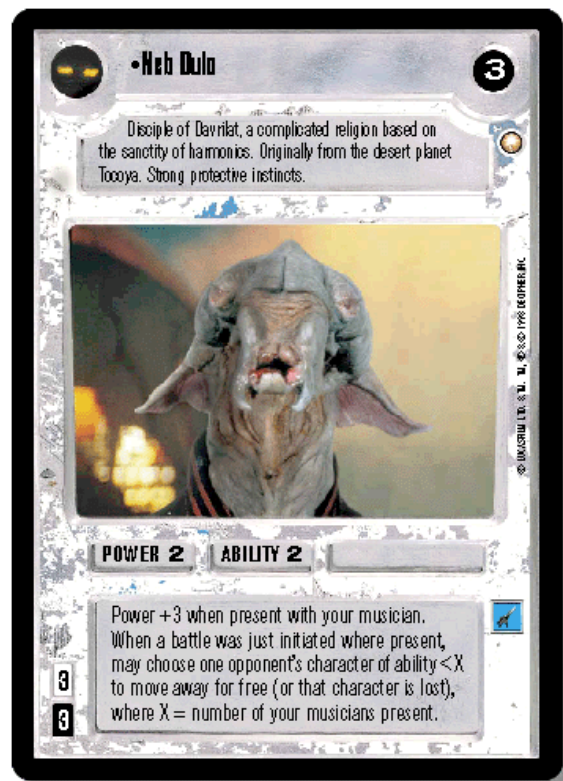 •Neb Dulo
3
Disciple of Davrilat, a complicated religion based on
the sanctity of harmonics. Originally from the desert planet
Tocoya. Strong protective instincts.
POWER 2 ABILITY 2
Power +3 when present with your musician.
When a battle was just initiated where present,
may choose one opponent's character of ability < X
to move away for free (or that character is lost),
where X = number of your musicians present.
3
3